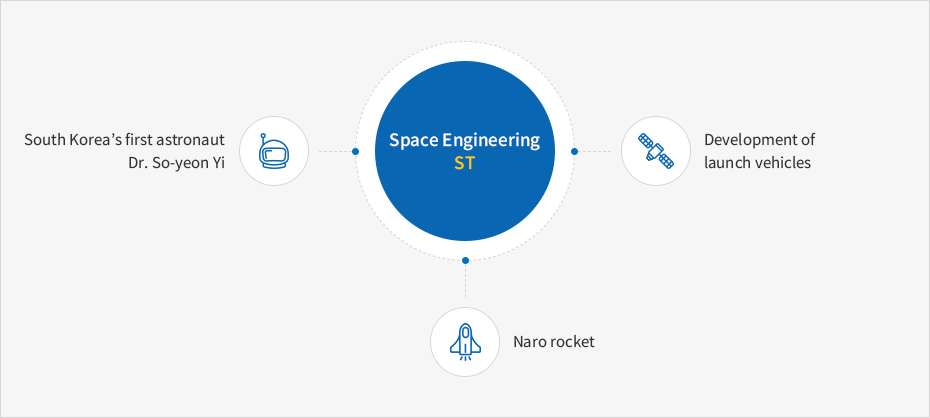 Space Engineering
ST
South Korea’s first astronaut
Dr. So-yeon Yi
Development of
launch vehicles
Naro rocket